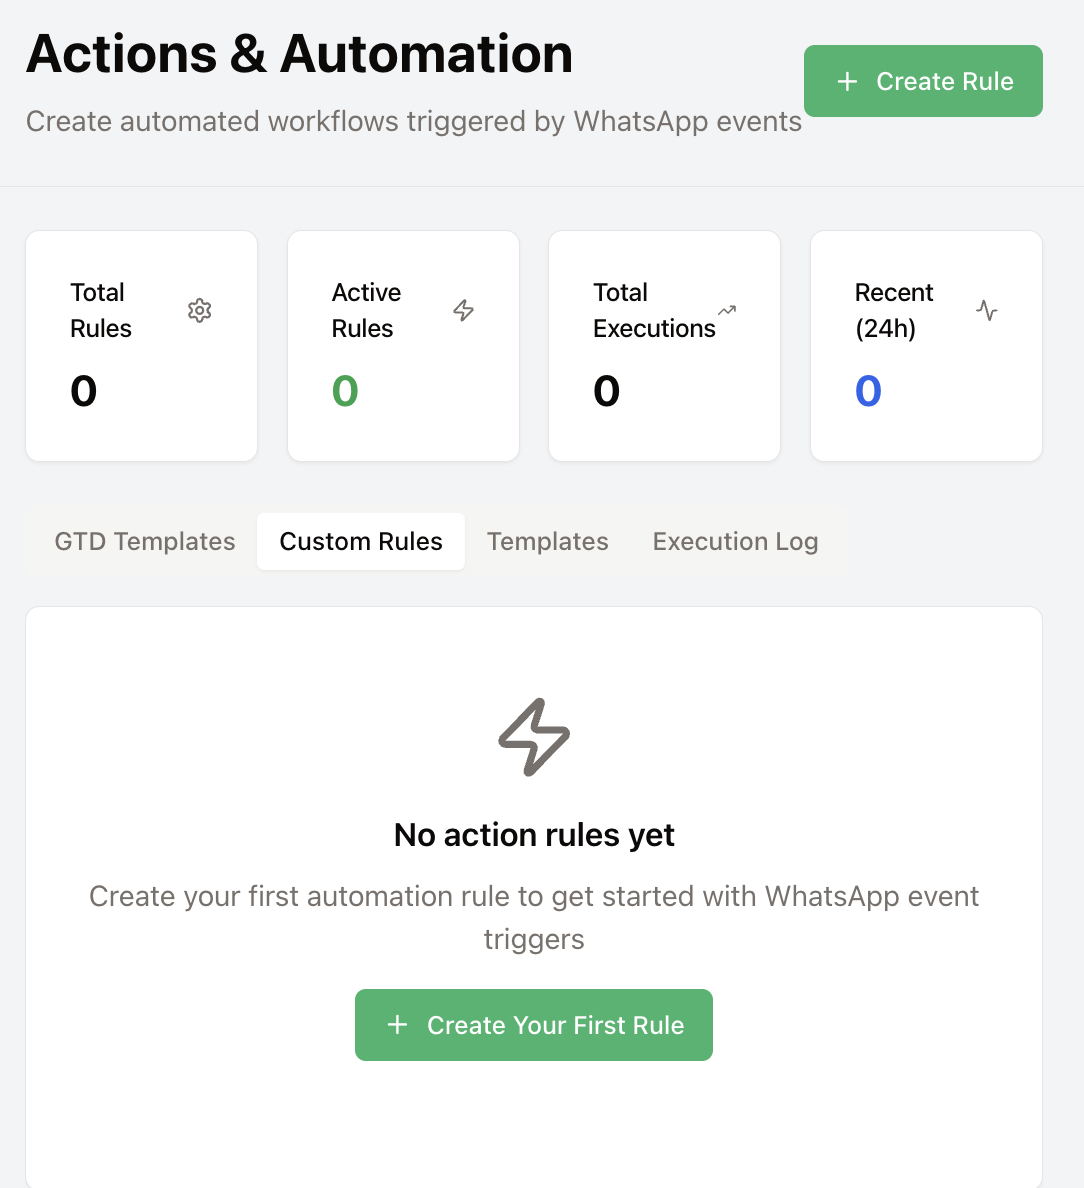 Actions & Automation
Create automated workflows triggered by WhatsApp events
Create Rule
Total
Rules
0
Active
Rules
0
Total
Executions
0
Recent
(24h)
0
GTD Templates
Custom Rules
Templates
Execution Log
No action rules yet
Create your first automation rule to get started with WhatsApp event
triggers
Create Your First Rule